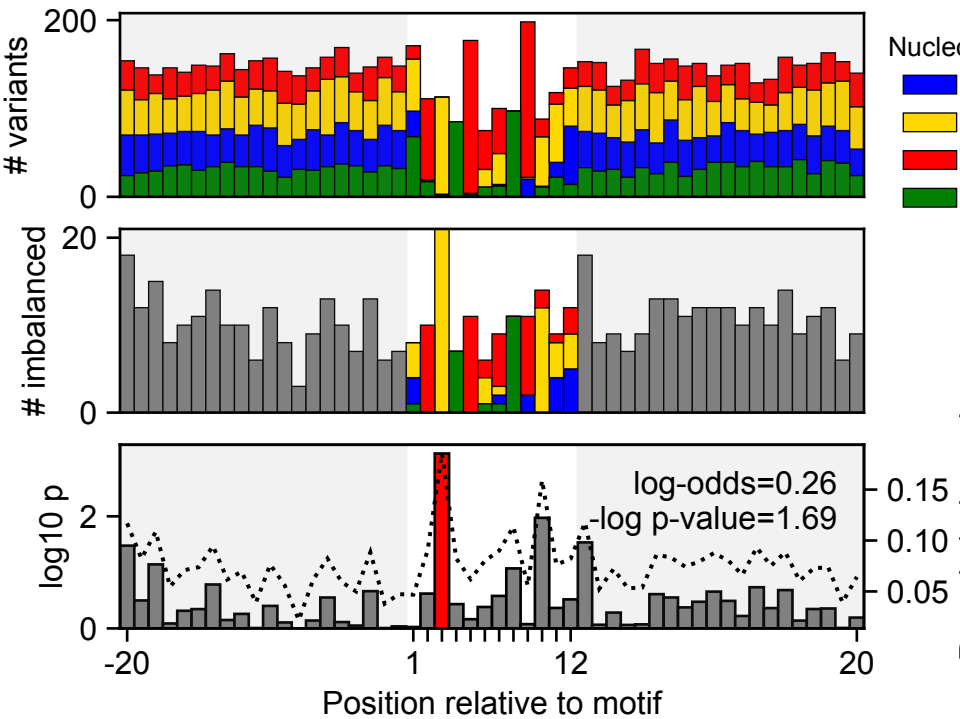 200
0
# variants
Nucleo
20
0
# imbalanced
log-odds=0.26
-log p-value=1.69
2
0
log10 p
0.15
0.10
0.05
-20
1
12
20
Position relative to motif